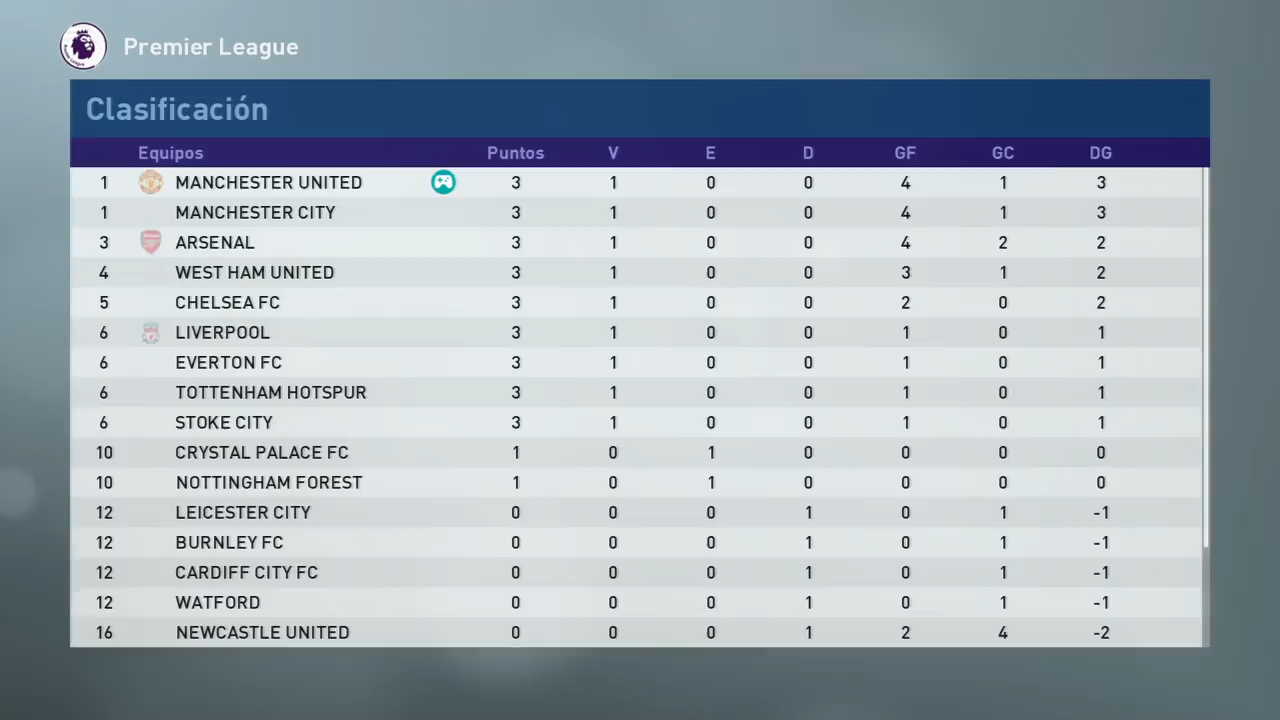 Premier League
Clasificación
Equipos Puntos V E D GF GC DG
1 MANCHESTER UNITED 3 1 0 0 4 1 3
1 MANCHESTER CITY 3 1 0 0 4 1 3
3 ARSENAL 3 1 0 0 4 2 2
4 WEST HAM UNITED 3 1 0 0 3 1 2
5 CHELSEA FC 3 1 0 0 2 0 2
6 LIVERPOOL 3 1 0 0 1 0 1
6 EVERTON FC 3 1 0 0 1 0 1
6 TOTTENHAM HOTSPUR 3 1 0 0 1 0 1
6 STOKE CITY 3 1 0 0 1 0 1
10 CRYSTAL PALACE FC 1 0 1 0 0 0 0
10 NOTTINGHAM FOREST 1 0 1 0 0 0 0
12 LEICESTER CITY 0 0 0 1 0 1 -1
12 BURNLEY FC 0 0 0 1 0 1 -1
12 CARDIFF CITY FC 0 0 0 1 0 1 -1
12 WATFORD 0 0 0 1 0 1 -1
16 NEWCASTLE UNITED 0 0 0 1 2 4 -2